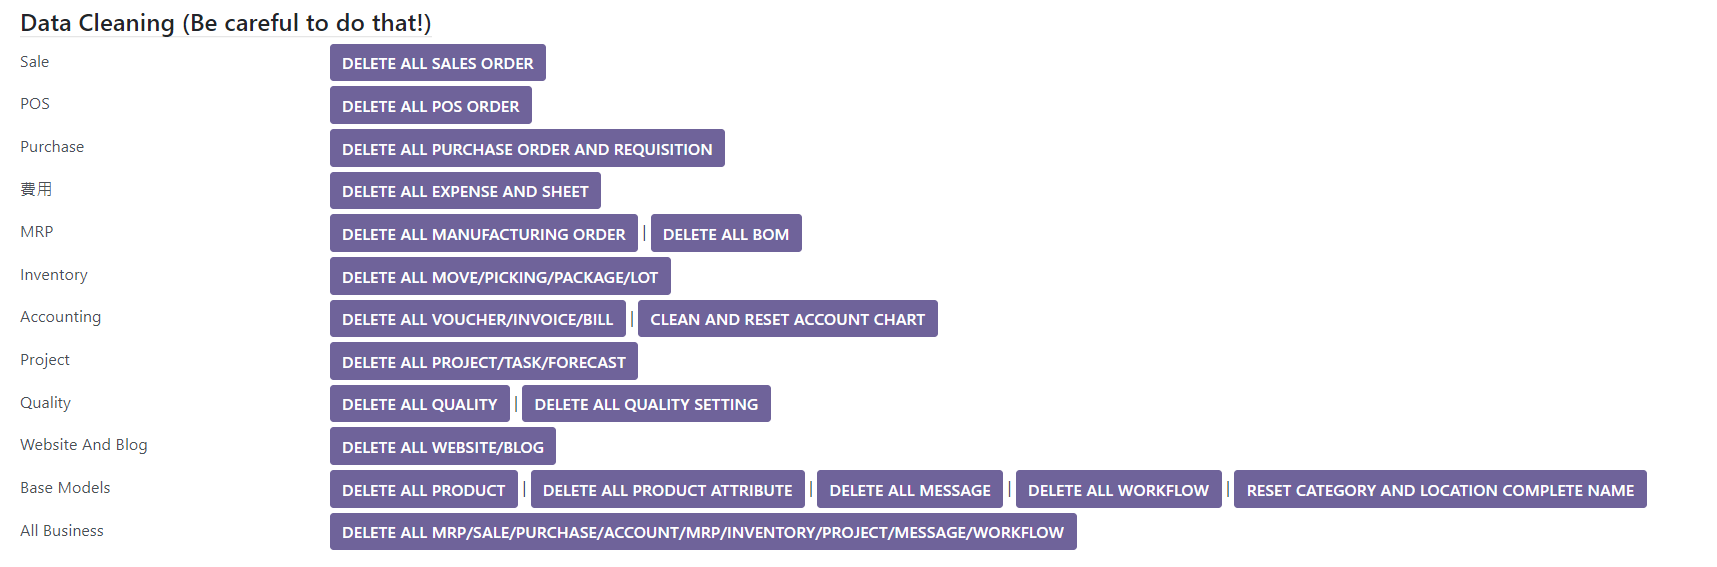 Data Cleaning (Be careful to do that!)
Sale DELETE ALL SALES ORDER
POS DELETE ALL POS ORDER
Purchase DELETE ALL PURCHASE ORDER AND REQUISITION
費用 DELETE ALL EXPENSE AND SHEET
MRP DELETE ALL MANUFACTURING ORDER | DELETE ALL BOM
Inventory DELETE ALL MOVE/PICKING/PACKAGE/LOT
Accounting DELETE ALL VOUCHER/INVOICE/BILL | CLEAN AND RESET ACCOUNT CHART
Project DELETE ALL PROJECT/TASK/FORECAST
Quality DELETE ALL QUALITY | DELETE ALL QUALITY SETTING
Website And Blog DELETE ALL WEBSITE/BLOG
Base Models DELETE ALL PRODUCT | DELETE ALL PRODUCT ATTRIBUTE | DELETE ALL MESSAGE | DELETE ALL WORKFLOW | RESET CATEGORY AND LOCATION COMPLETE NAME
All Business DELETE ALL MRP/SALE/PURCHASE/ACCOUNT/MRP/INVENTORY/PROJECT/MESSAGE/WORKFLOW